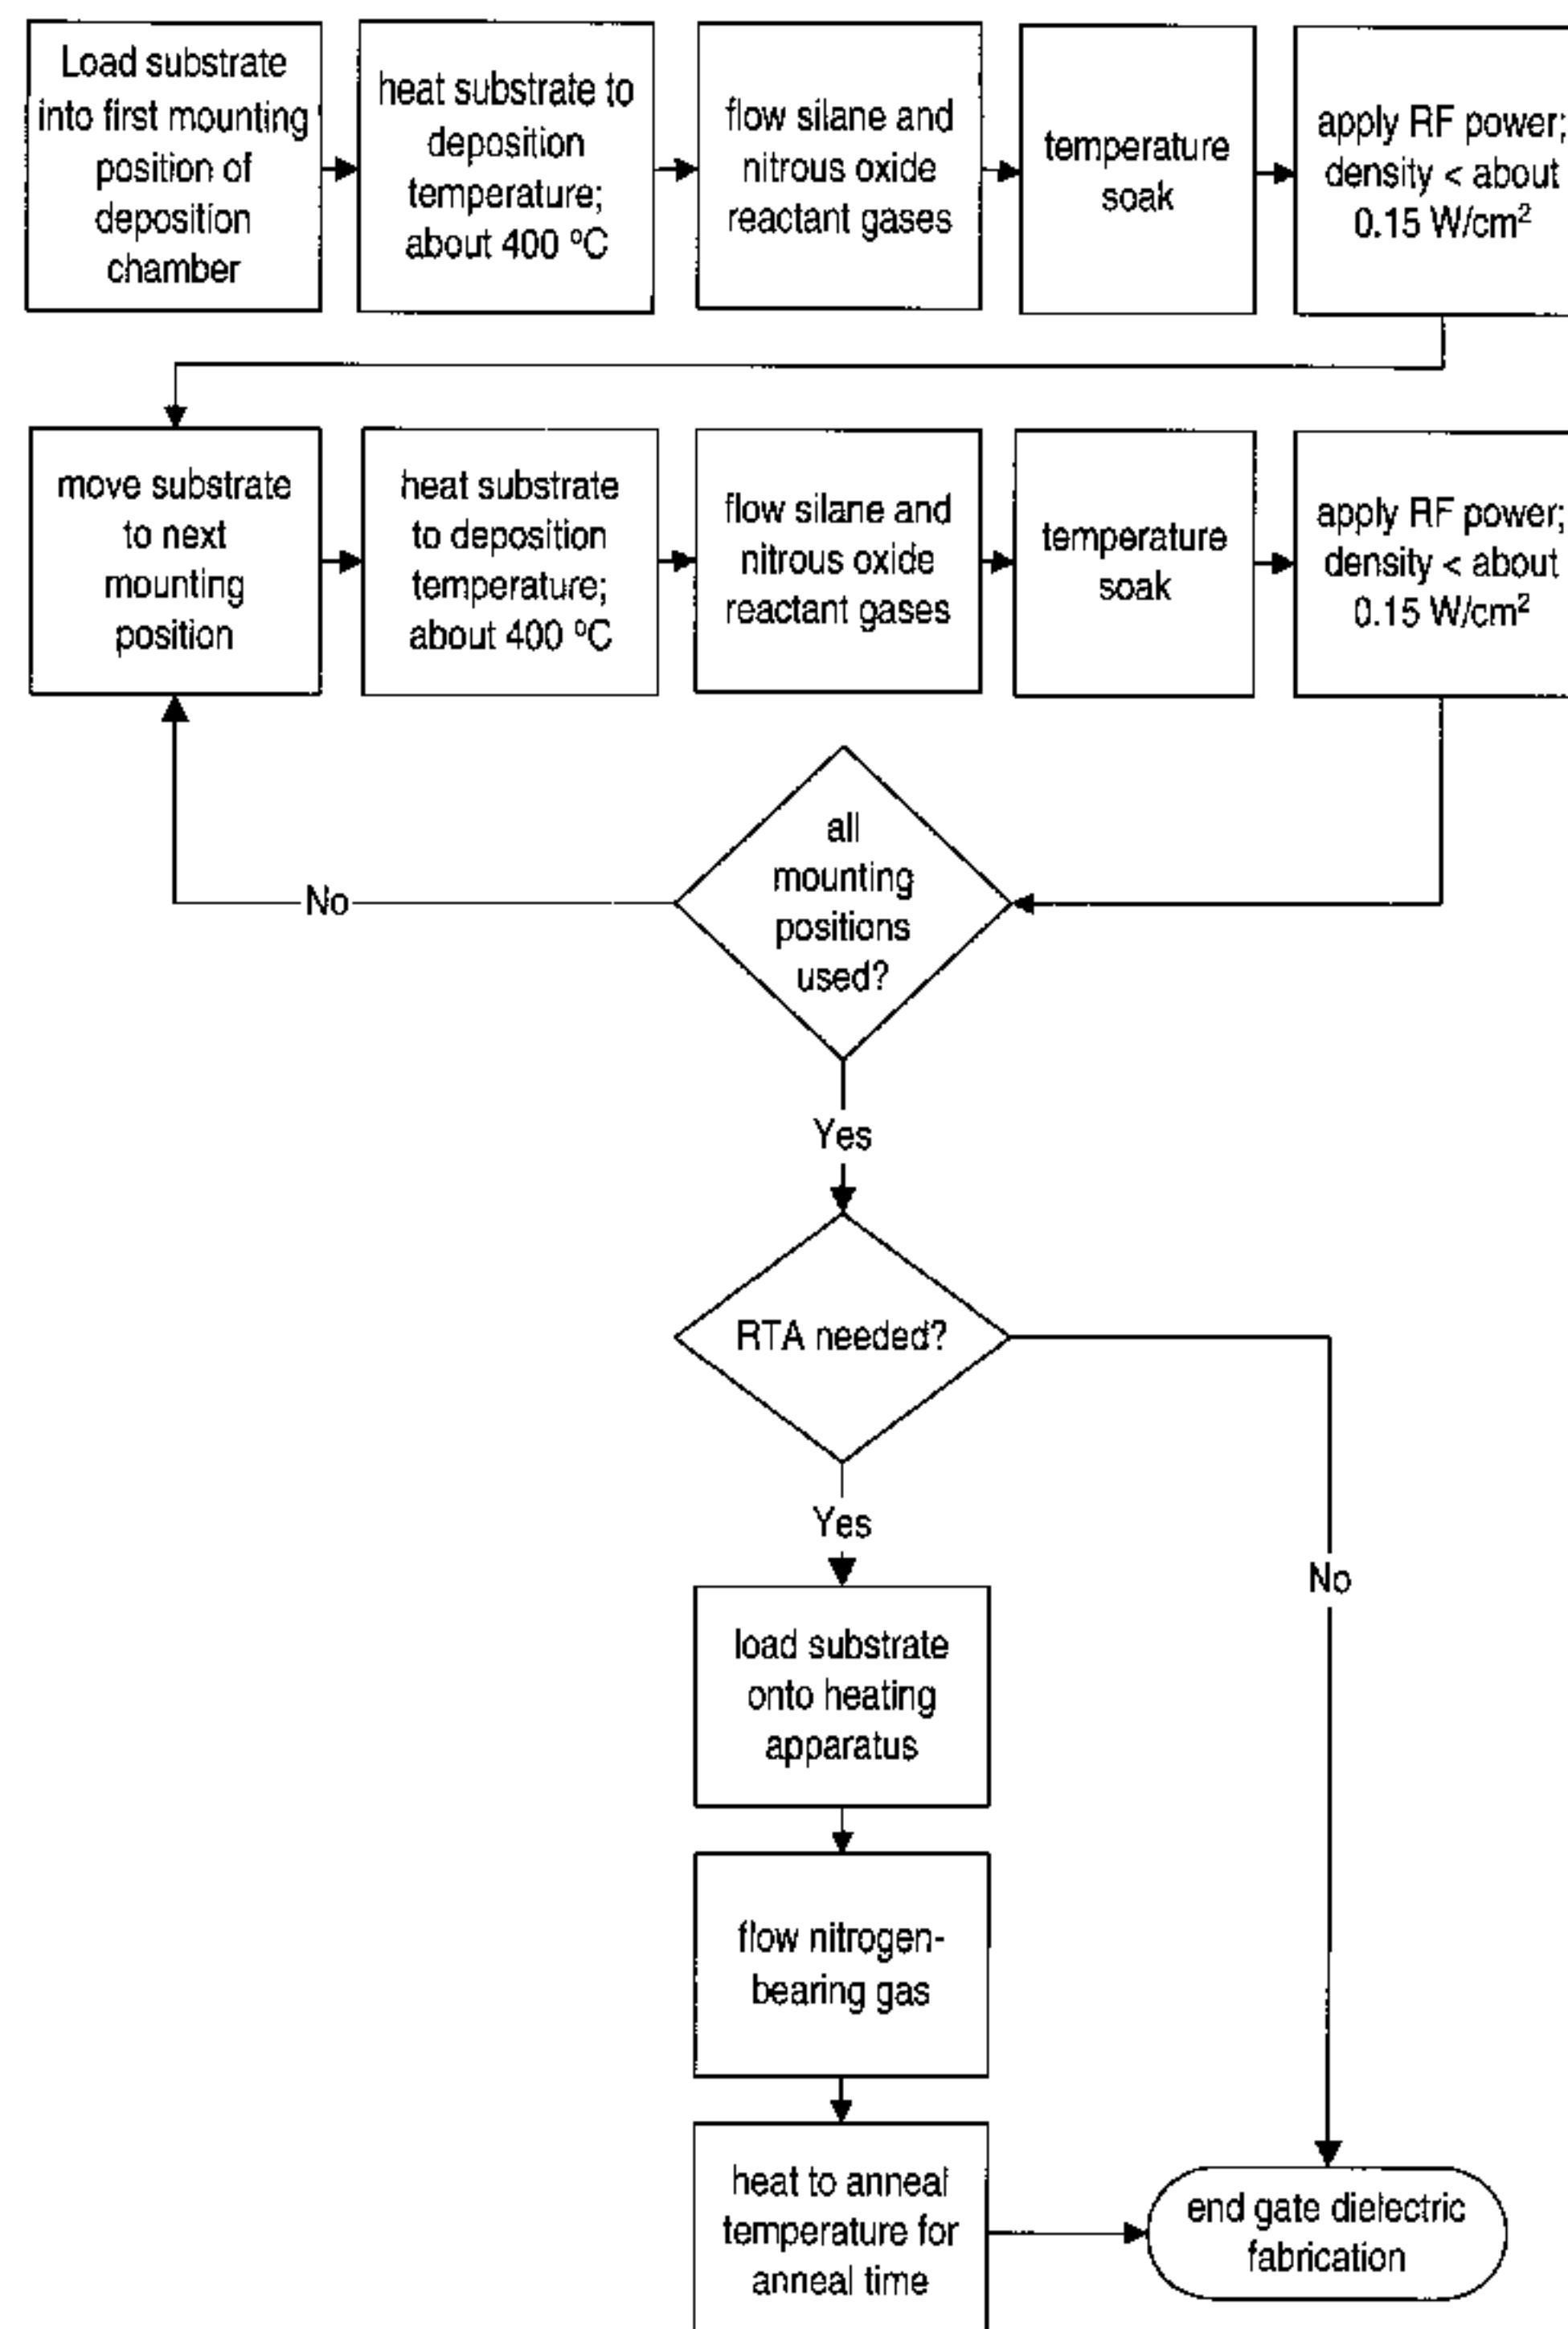 Load substrate
into first mounting
position of
deposition
chamber
heat substrate to
deposition
temperature;
about 400 ºC
flow silane and
nitrous oxide
reactant gases
temperature
soak
apply RF power;
density < about
0.15 W/cm²
move substrate
to next
mounting
position
heat substrate
to deposition
temperature;
about 400 ºC
flow silane and
nitrous oxide
reactant gases
temperature
soak
apply RF power;
density < about
0.15 W/cm²
all
mounting
positions
used?
No
Yes
RTA needed?
Yes
No
load substrate
onto heating
apparatus
flow nitrogen-
bearing gas
heat to anneal
temperature for
anneal time
end gate dielectric
fabrication